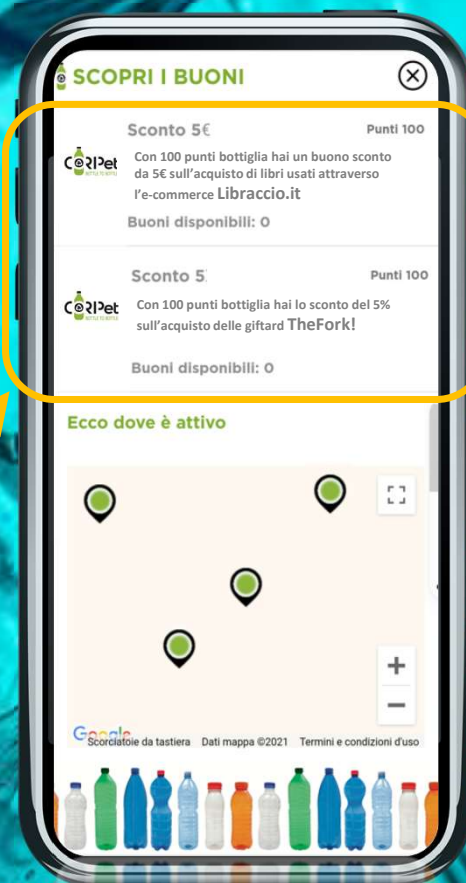 SCOPRI I BUONI
Sconto 5€
Punti 100
CORIPet
Con 100 punti bottiglia hai un buono sconto
da 5€ sull'acquisto di libri usati attraverso
l'e-commerce Libraccio.it
Buoni disponibili: 0
Sconto 5
Punti 100
CORIPet
Con 100 punti bottiglia hai lo sconto del 5%
sull'acquisto delle giftard TheFork!
Buoni disponibili: 0
Ecco dove è attivo
Google
Scorciatoie da tastiera Dati mappa ©2021 Termini e condizioni d'uso